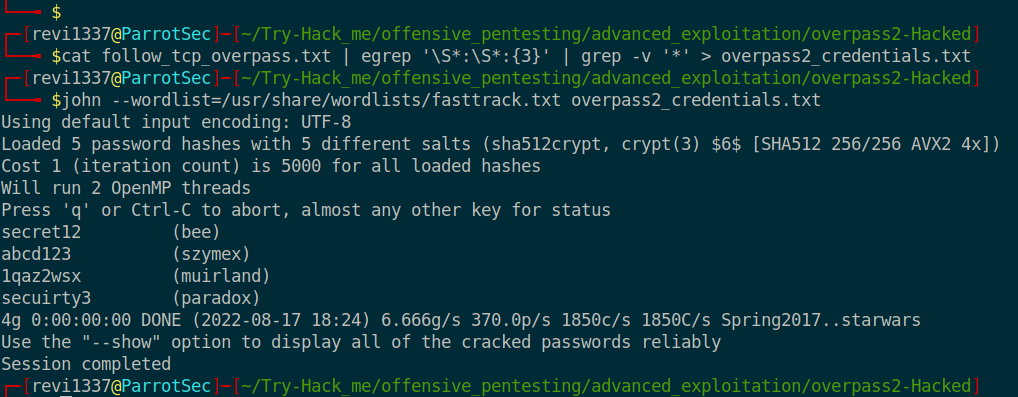 └──╼ $
┌─[revi1337@ParrotSec]─[~/Try-Hack_me/offensive_pentesting/advanced_exploitation/overpass2-Hacked]
└──╼ $cat follow_tcp_overpass.txt | egrep '\S*:\S*:{3}' | grep -v '*' > overpass2_credentials.txt
┌─[revi1337@ParrotSec]─[~/Try-Hack_me/offensive_pentesting/advanced_exploitation/overpass2-Hacked]
└──╼ $john --wordlist=/usr/share/wordlists/fasttrack.txt overpass2_credentials.txt
Using default input encoding: UTF-8
Loaded 5 password hashes with 5 different salts (sha512crypt, crypt(3) $6$ [SHA512 256/256 AVX2 4x])
Cost 1 (iteration count) is 5000 for all loaded hashes
Will run 2 OpenMP threads
Press 'q' or Ctrl-C to abort, almost any other key for status
secret12         (bee)
abcd123          (szymex)
1qaz2wsx         (muirland)
secuirty3        (paradox)
4g 0:00:00:00 DONE (2022-08-17 18:24) 6.666g/s 370.0p/s 1850c/s 1850C/s Spring2017..starwars
Use the "--show" option to display all of the cracked passwords reliably
Session completed
┌─[revi1337@ParrotSec]─[~/Try-Hack_me/offensive_pentesting/advanced_exploitation/overpass2-Hacked]